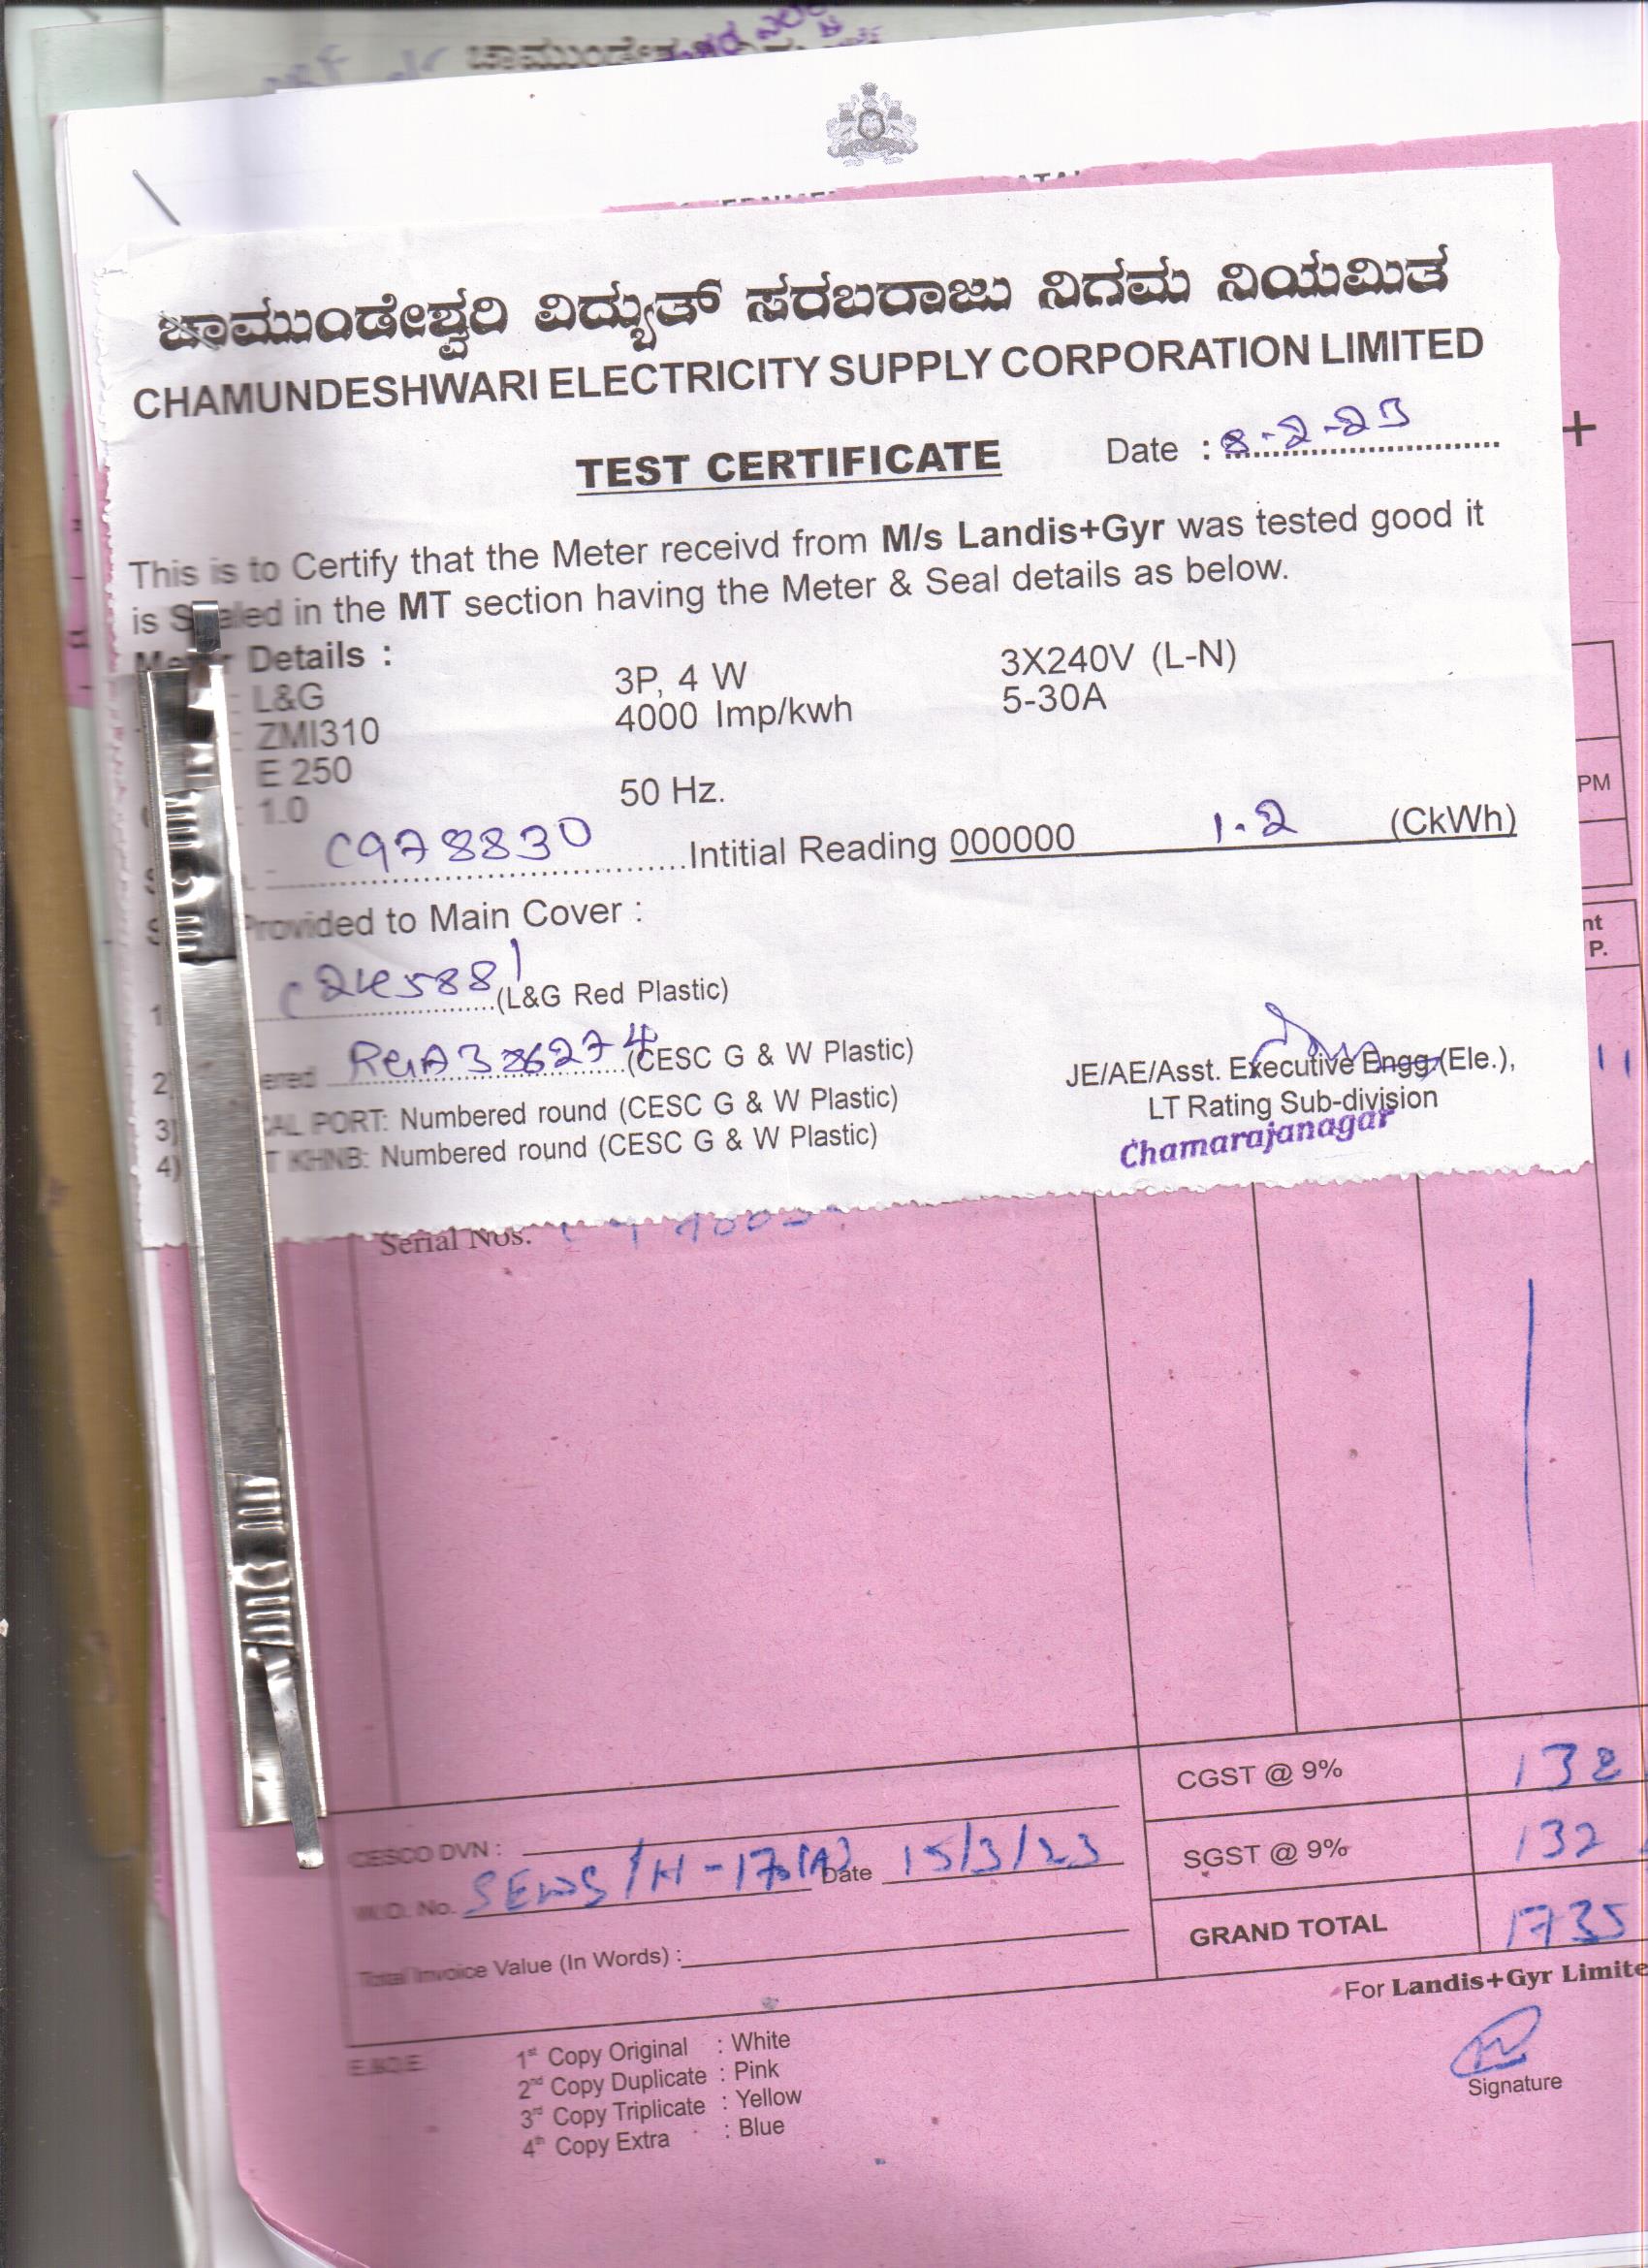 ಚಾಮುಂಡೇಶ್ವರಿ ವಿದ್ಯುತ್ ಸರಬರಾಜು ನಿಗಮ ನಿಯಮಿತ
CHAMUNDESHWARI ELECTRICITY SUPPLY CORPORATION LIMITED
TEST CERTIFICATE Date : 8-2-23
This is to Certify that the Meter receivd from M/s Landis+Gyr was tested good it
is Sealed in the MT section having the Meter & Seal details as below.
Meter Details :
: L&G 3P, 4 W 3X240V (L-N)
: ZMI310 4000 Imp/kwh 5-30A
E 250
: 1.0 50 Hz.
C978830 Intitial Reading 000000 1.2 (CkWh)
Provided to Main Cover :
(L&G Red Plastic)
2) (CESC G & W Plastic)
3) PORT: Numbered round (CESC G & W Plastic)
4) KHNB: Numbered round (CESC G & W Plastic)
JE/AE/Asst. Executive Engg.(Ele.),
LT Rating Sub-division
Chamarajanagar
PM
P.
Serial Nos.
CGST @ 9% 132
CESCO DVN :
SGST @ 9% 132
W.O. No. Date 15/3/23
GRAND TOTAL 1735
Total Invoice Value (In Words) :
For Landis+Gyr Limite
E.&O.E.
1st Copy Original : White
2nd Copy Duplicate : Pink
3rd Copy Triplicate : Yellow
4th Copy Extra : Blue
Signature